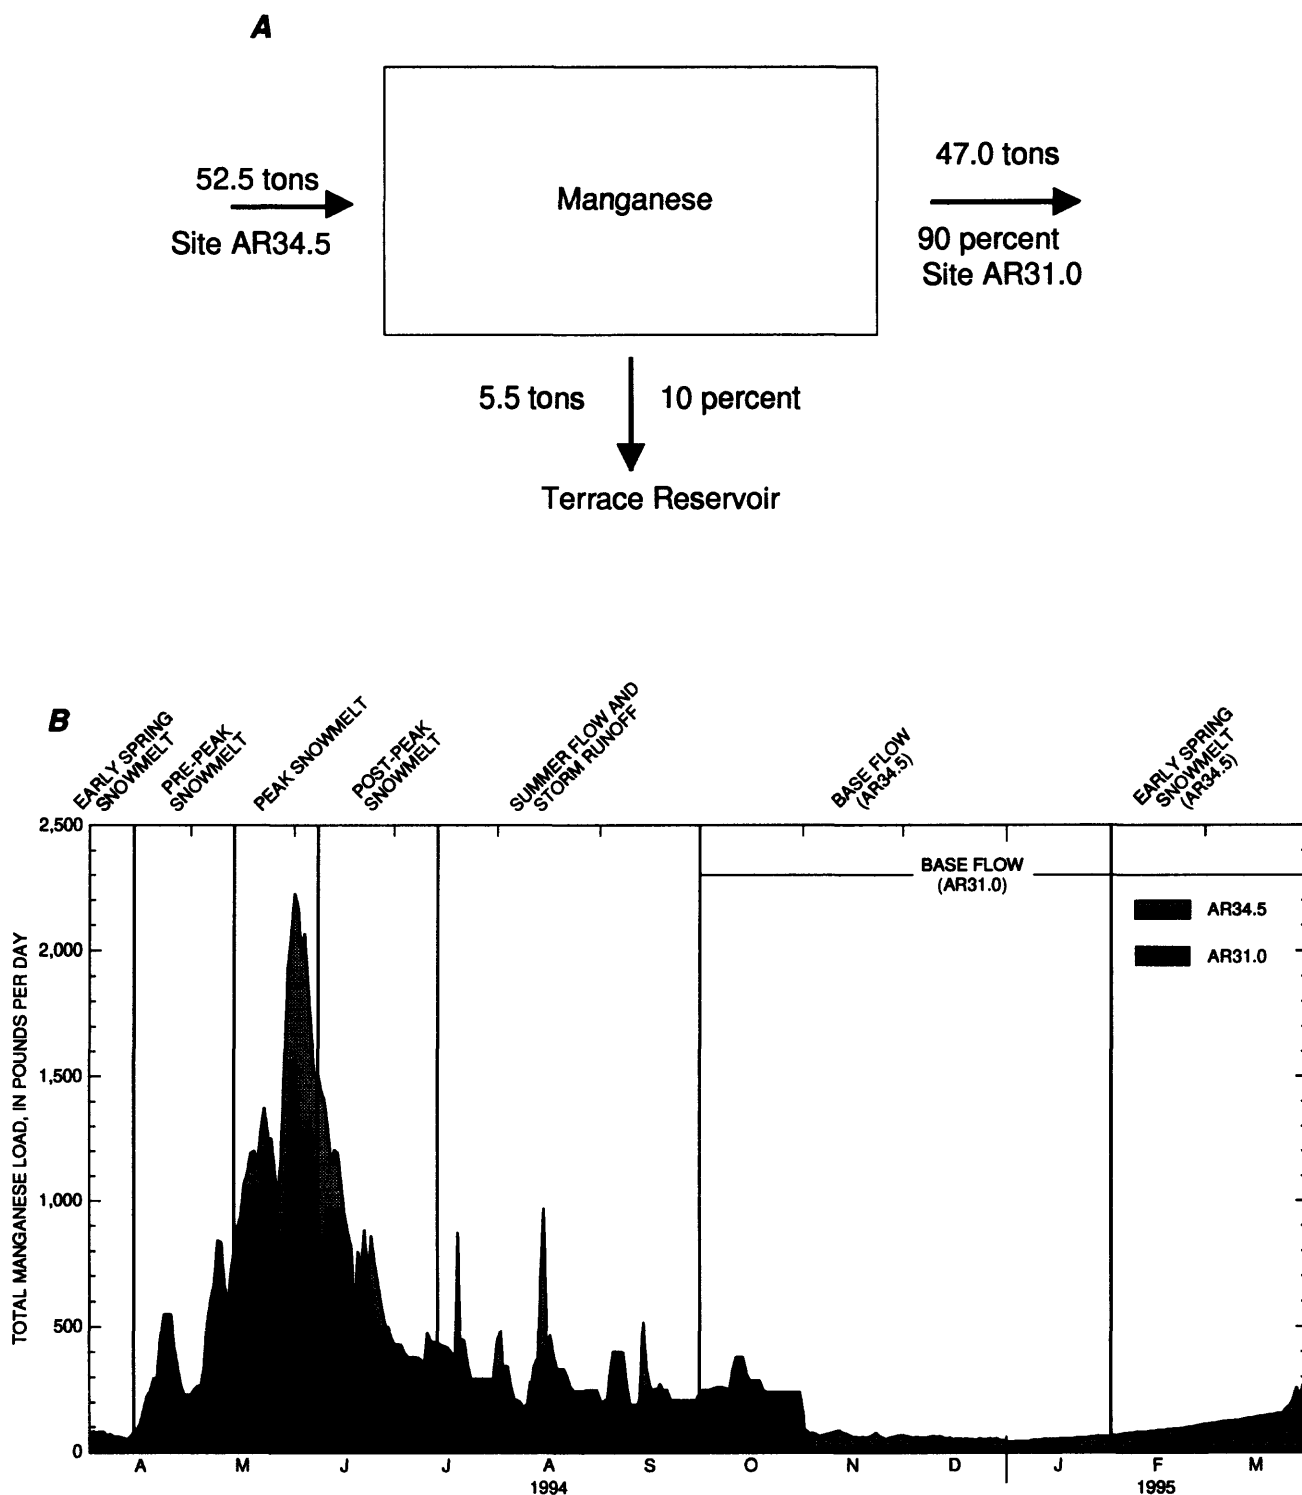 A
52.5 tons
Site AR34.5
Manganese
47.0 tons
90 percent
Site AR31.0
5.5 tons
10 percent
Terrace Reservoir
B
EARLY SPRING
SNOWMELT
PRE-PEAK
SNOWMELT
PEAK SNOWMELT
POST-PEAK
SNOWMELT
SUMMER FLOW AND
STORM RUNOFF
BASE FLOW
(AR34.5)
EARLY SPRING
SNOWMELT
(AR34.5)
TOTAL MANGANESE LOAD, IN POUNDS PER DAY
2,500
2,000
1,500
1,000
500
0
BASE FLOW
(AR31.0)
AR34.5
AR31.0
A M J J A S O N D J F M
1994 1995